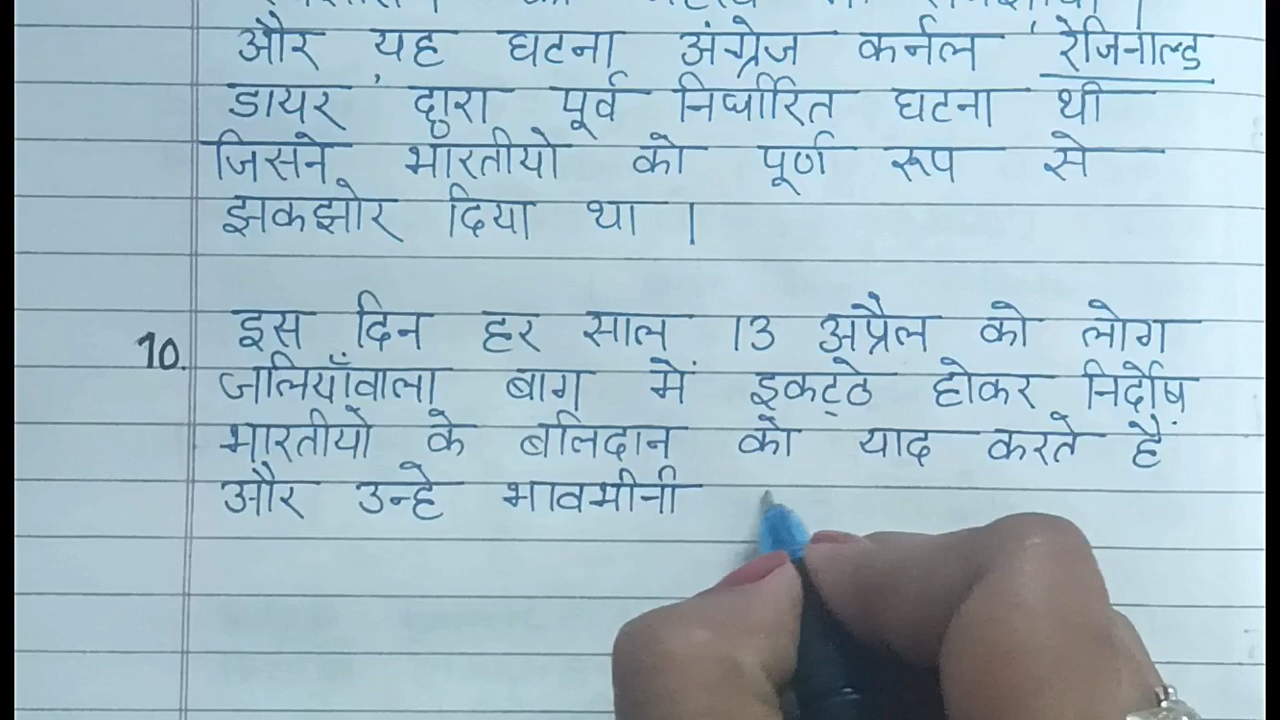 और यह घटना अंग्रेज कर्नल ' रेजिनाल्ड
डायर ' द्वारा पूर्व निर्धारित घटना थी
जिसने भारतीयो को पूर्ण रूप से
झकझोर दिया था ।
10. इस दिन हर साल 13 अप्रैल को लोग
जलियाँवाला बाग में इकट्ठे होकर निर्दोष
भारतीयों के बलिदान को याद करते हैं
और उन्हे भावभीनी